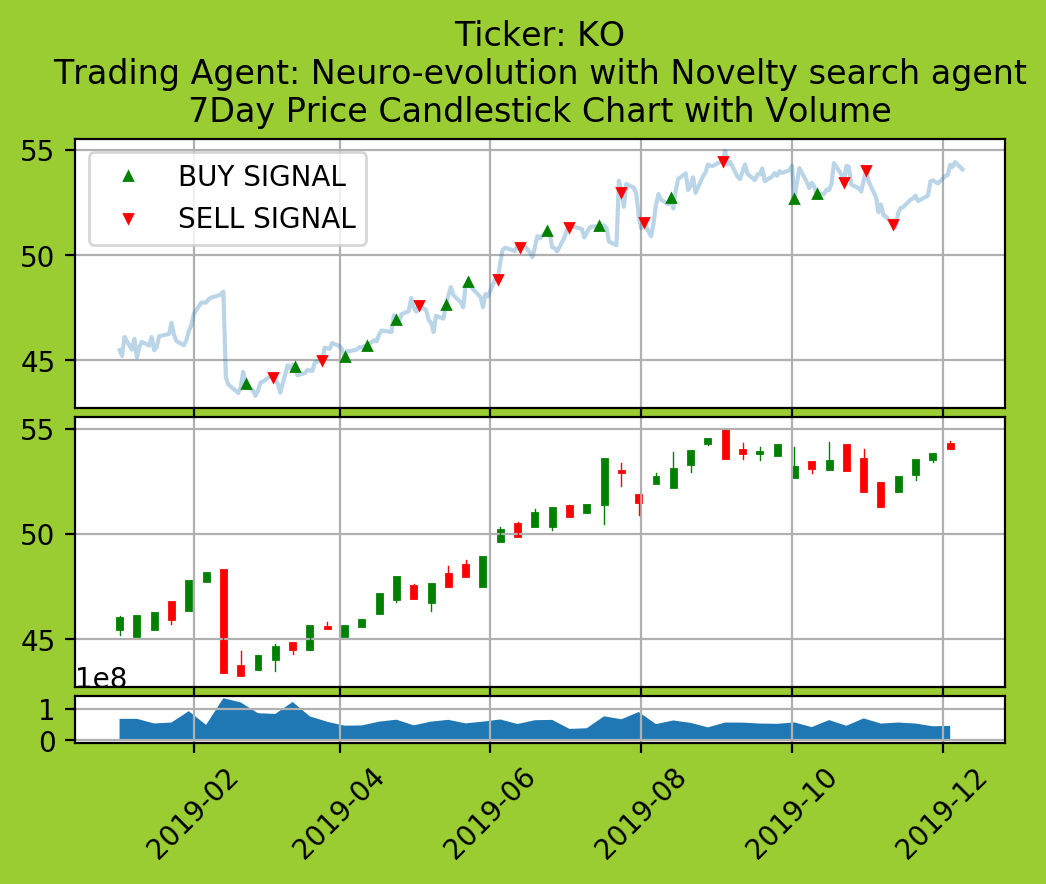 Ticker: KO
Trading Agent: Neuro-evolution with Novelty search agent
7Day Price Candlestick Chart with Volume
55
BUY SIGNAL
SELL SIGNAL
50
45
55
50
45
1e8
1
0
2019-02
2019-04
2019-06
2019-08
2019-10
2019-12